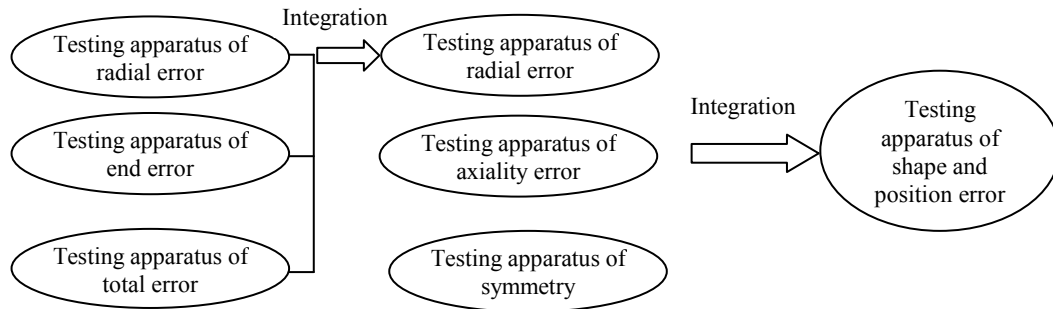 Integration
Testing apparatus of
radial error
Testing apparatus of
end error
Testing apparatus of
total error
Testing apparatus of
radial error
Testing apparatus of
axiality error
Testing apparatus of
symmetry
Integration
Testing
apparatus of
shape and
position error